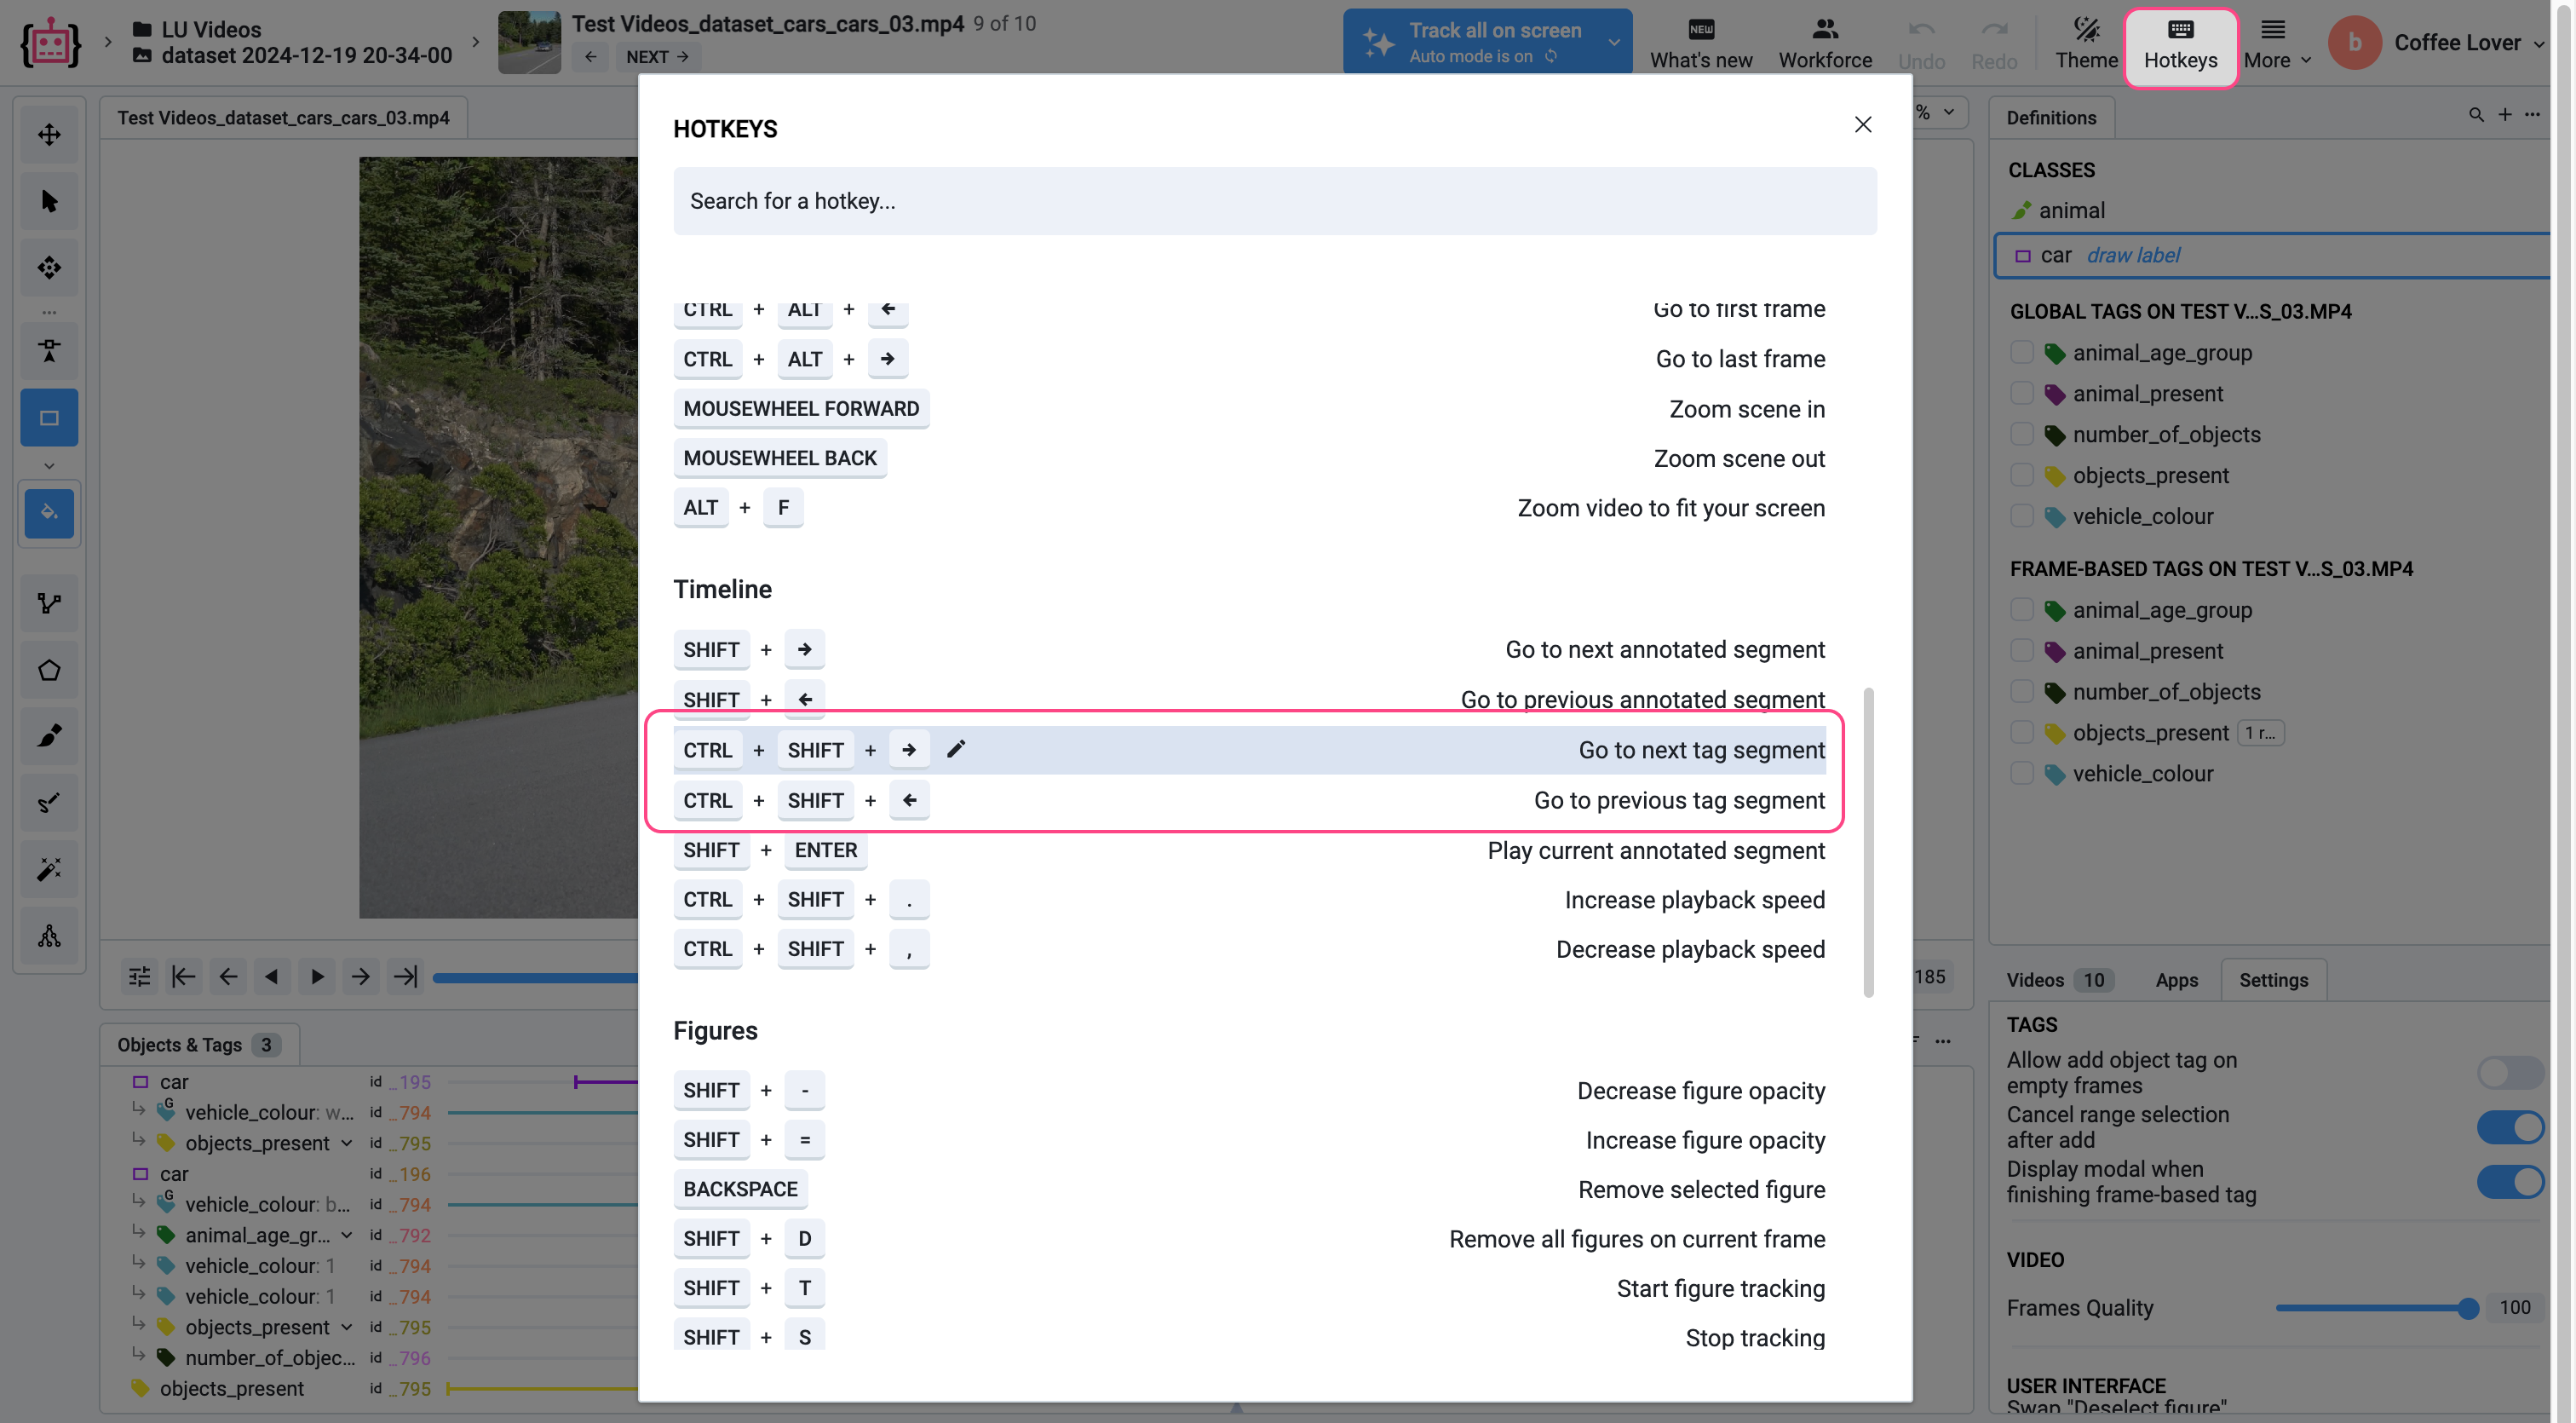 LU Videos
dataset 2024-12-19 20-34-00
Test Videos_dataset_cars_cars_03.mp4 9 of 10
NEXT
Track all on screen
Auto mode is on
NEW
What's new
Workforce
Undo
Redo
Theme
Hotkeys
More
b
Coffee Lover
Test Videos_dataset_cars_cars_03.mp4
HOTKEYS
Search for a hotkey...
CTRL + ALT + ← Go to first frame
CTRL + ALT + → Go to last frame
MOUSEWHEEL FORWARD Zoom scene in
MOUSEWHEEL BACK Zoom scene out
ALT + F Zoom video to fit your screen
Timeline
SHIFT + → Go to next annotated segment
SHIFT + ← Go to previous annotated segment
CTRL + SHIFT + → Go to next tag segment
CTRL + SHIFT + ← Go to previous tag segment
SHIFT + ENTER Play current annotated segment
CTRL + SHIFT + . Increase playback speed
CTRL + SHIFT + , Decrease playback speed
Figures
SHIFT + - Decrease figure opacity
SHIFT + = Increase figure opacity
BACKSPACE Remove selected figure
SHIFT + D Remove all figures on current frame
SHIFT + T Start figure tracking
SHIFT + S Stop tracking
%
185
Definitions
CLASSES
animal
car draw label
GLOBAL TAGS ON TEST V...S_03.MP4
animal_age_group
animal_present
number_of_objects
objects_present
vehicle_colour
FRAME-BASED TAGS ON TEST V...S_03.MP4
animal_age_group
animal_present
number_of_objects
objects_present 1 r...
vehicle_colour
Videos 10 Apps Settings
TAGS
Allow add object tag on
empty frames
Cancel range selection
after add
Display modal when
finishing frame-based tag
VIDEO
Frames Quality 100
USER INTERFACE
Swap "Deselect figure"
Objects & Tags 3
car id _195
G vehicle_colour: w... id _794
objects_present id _795
car id _196
G vehicle_colour: b... id _794
animal_age_gr... id _792
vehicle_colour: 1 id _794
vehicle_colour: 1 id _794
objects_present id _795
number_of_objec... id _796
objects_present id _795